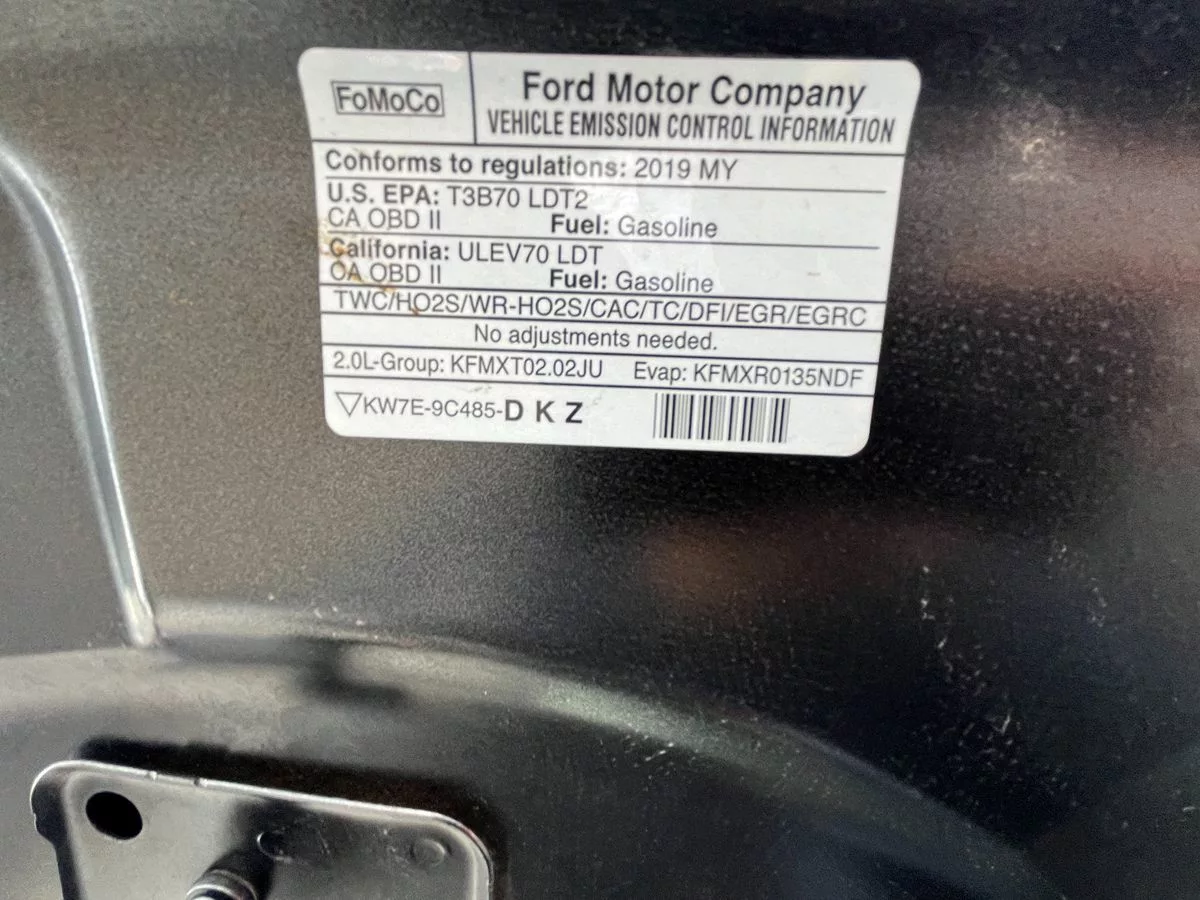 FoMoCo
Ford Motor Company
VEHICLE EMISSION CONTROL INFORMATION
Conforms to regulations: 2019 MY
U.S. EPA: T3B70 LDT2
CA OBD II Fuel: Gasoline
California: ULEV70 LDT
CA OBD II Fuel: Gasoline
TWC/HO2S/WR-HO2S/CAC/TC/DFI/EGR/EGRC
No adjustments needed.
2.0L-Group: KFMXT02.02JU Evap: KFMXR0135NDF
KW7E-9C485-D K Z